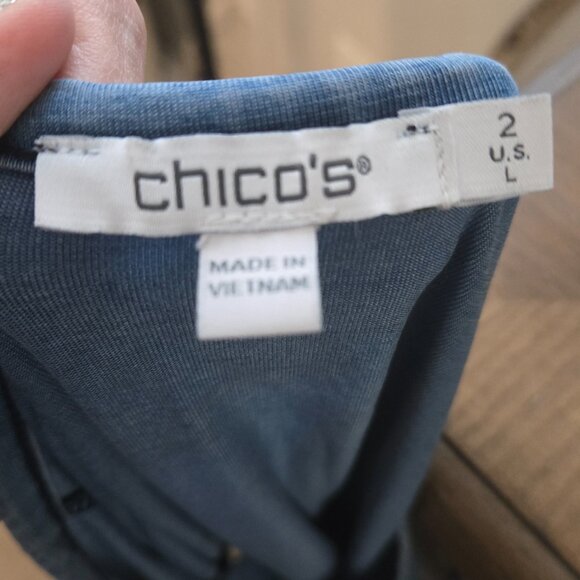 chico's®
2
U.S.
L
MADE IN
VIETNAM